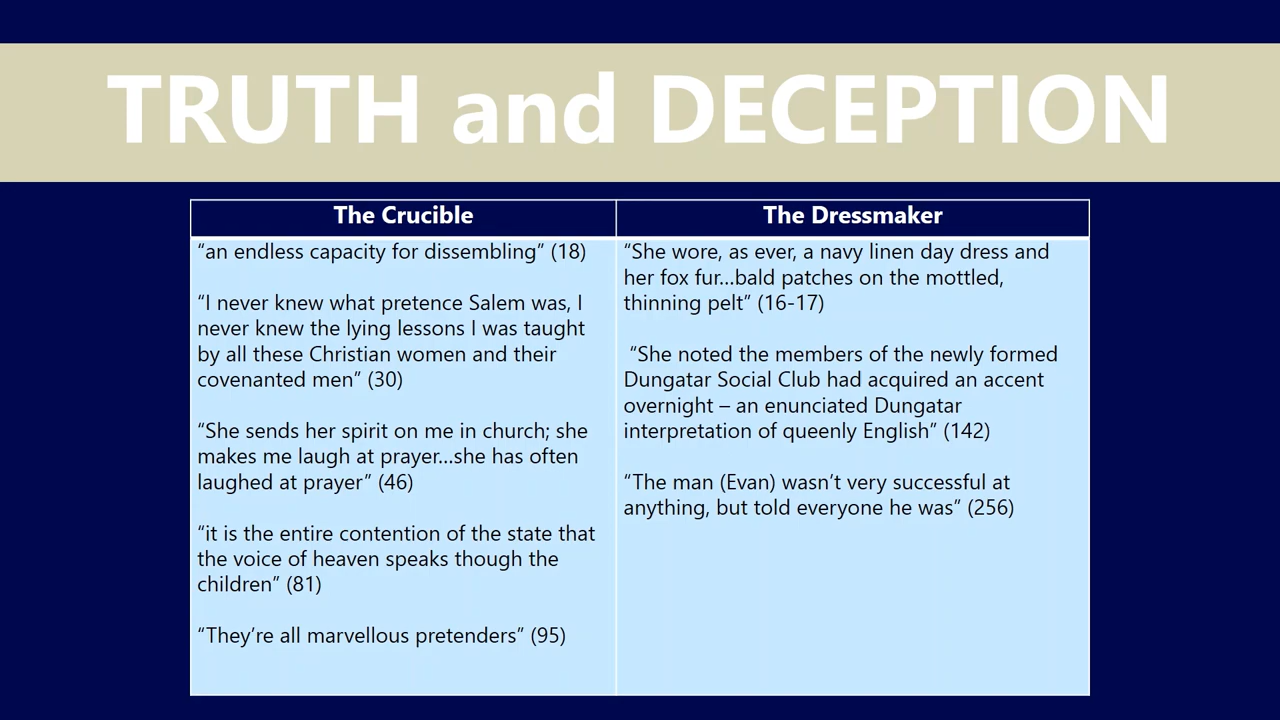 TRUTH and DECEPTION
The Crucible
“an endless capacity for dissembling” (18)
“I never knew what pretence Salem was, I
never knew the lying lessons I was taught
by all these Christian women and their
covenanted men” (30)
“She sends her spirit on me in church; she
makes me laugh at prayer...she has often
laughed at prayer” (46)
“it is the entire contention of the state that
the voice of heaven speaks though the
children” (81)
“They’re all marvellous pretenders” (95)
The Dressmaker
“She wore, as ever, a navy linen day dress and
her fox fur...bald patches on the mottled,
thinning pelt” (16-17)
“She noted the members of the newly formed
Dungatar Social Club had acquired an accent
overnight – an enunciated Dungatar
interpretation of queenly English” (142)
“The man (Evan) wasn’t very successful at
anything, but told everyone he was” (256)